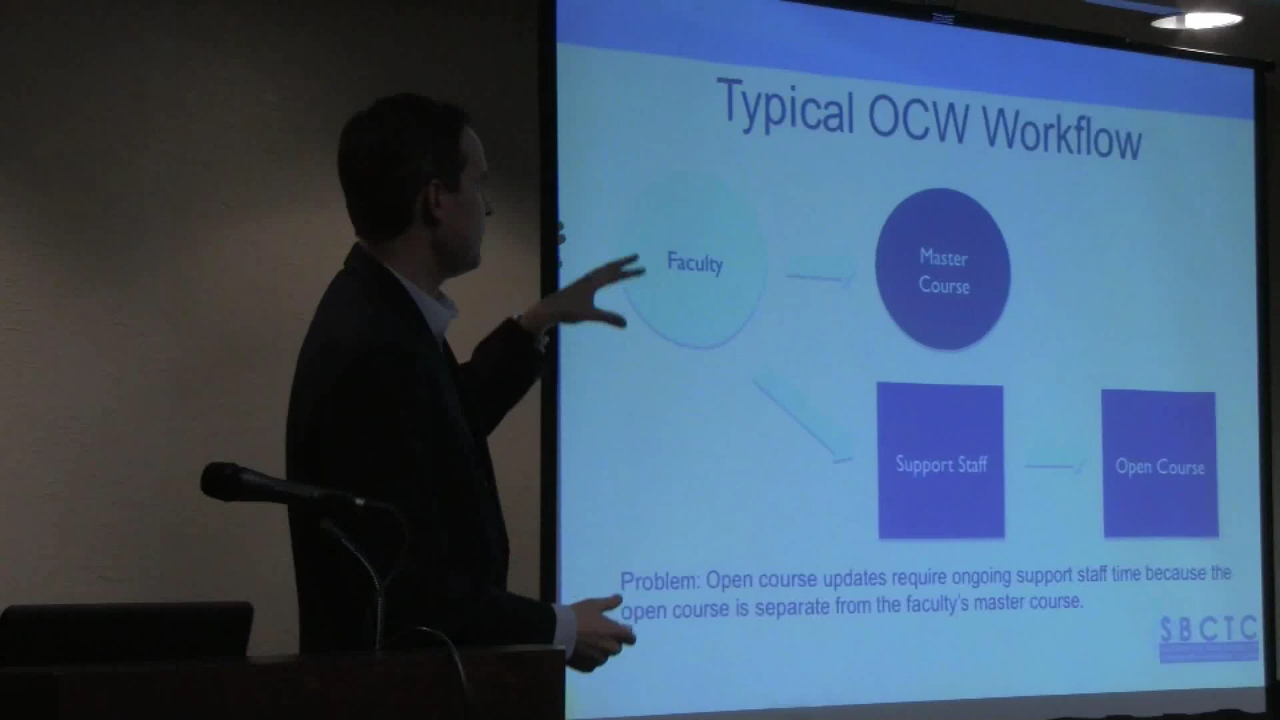 Typical OCW Workflow
Faculty
Master
Course
Support Staff
Open Course
Problem: Open course updates require ongoing support staff time because the
open course is separate from the faculty's master course.
SBCTC